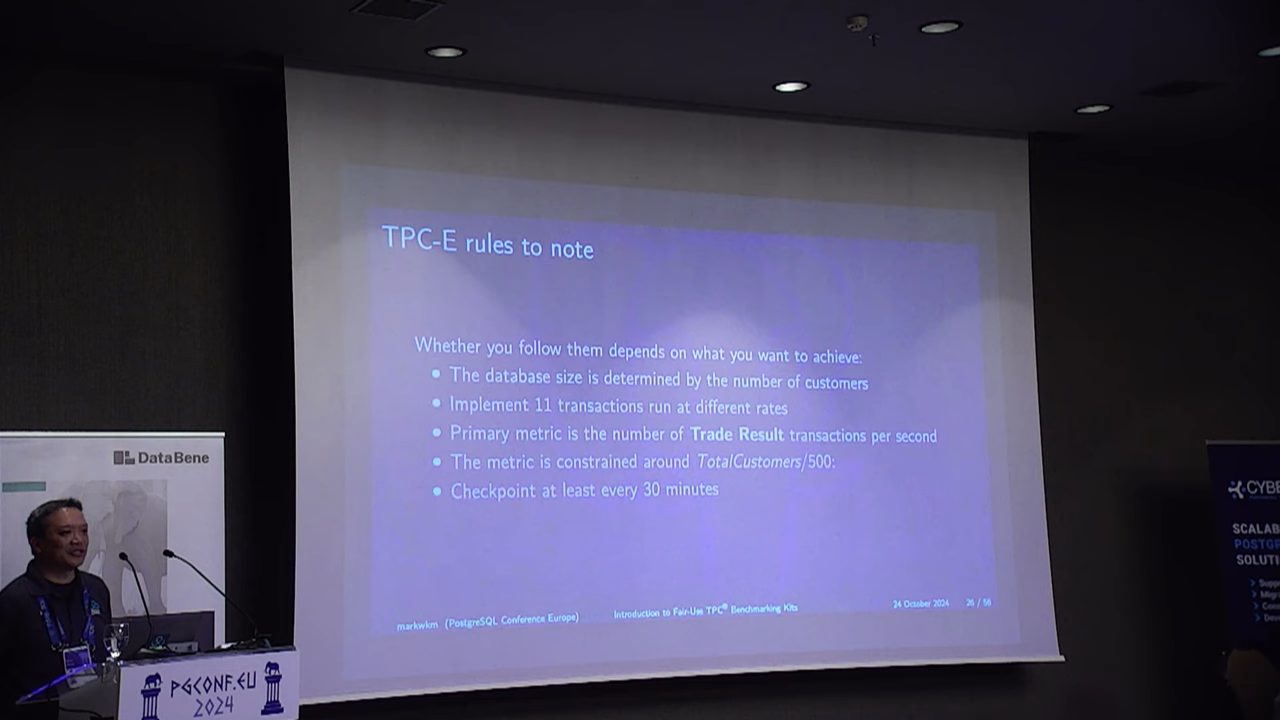 TPC-E rules to note
Whether you follow them depends on what you want to achieve:
The database size is determined by the number of customers
Implement 11 transactions run at different rates
Primary metric is the number of Trade Result transactions per second
The metric is constrained around TotalCustomers/500:
Checkpoint at least every 30 minutes
markwkm (PostgreSQL Conference Europe)
Introduction to Fair-Use TPC® Benchmarking Kits
24 October 2024
26 / 56
DataBene
PGCONF.EU
2024
CYBE
SCALAB
POSTGR
SOLUTI